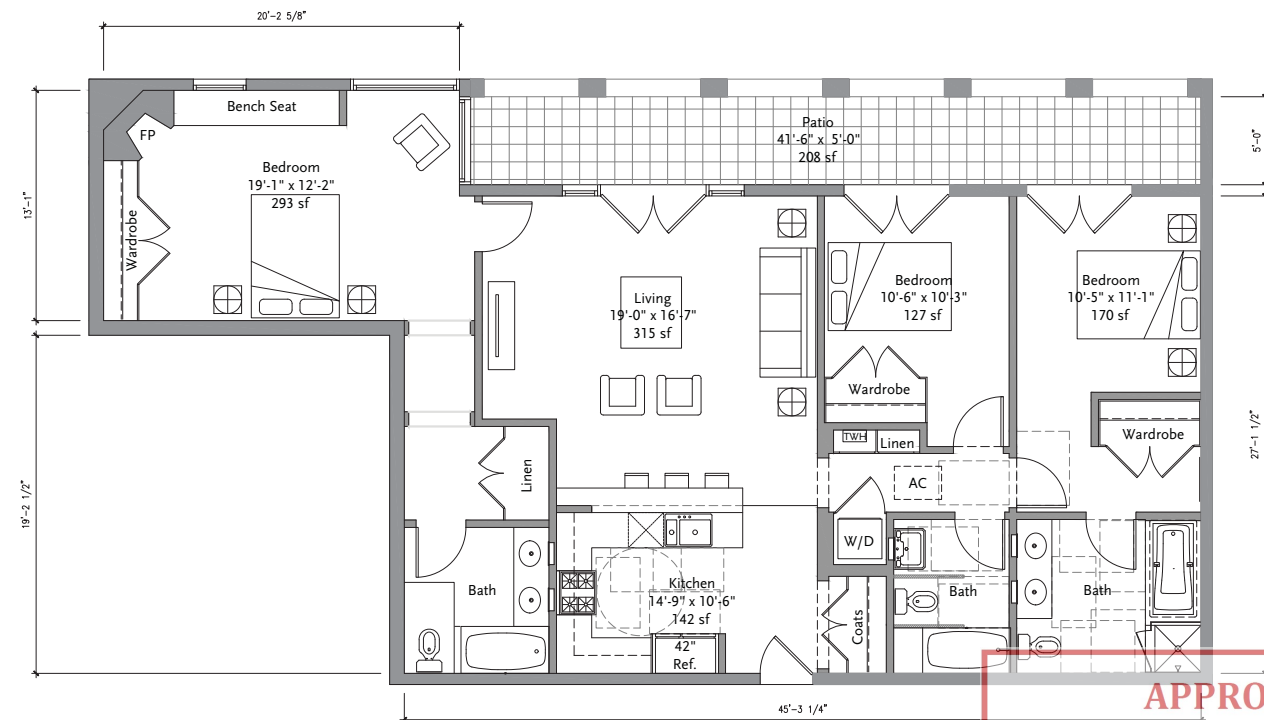 20'-2 5/8"
Bench Seat
FP
Patio
41'-6" x 5'-0"
208 sf
5'-0"
Bedroom
19'-1" x 12'-2"
293 sf
13'-1"
Wardrobe
Living
19'-0" x 16'-7"
315 sf
Bedroom
10'-6" x 10'-3"
127 sf
Bedroom
10'-5" x 11'-1"
170 sf
Wardrobe
Wardrobe
TWH
Linen
27'-1 1/2"
Linen
AC
19'-2 1/2"
W/D
Bath
Kitchen
14'-9" x 10'-6"
142 sf
Coats
Bath
Bath
42"
Ref.
APPRO
45'-3 1/4"